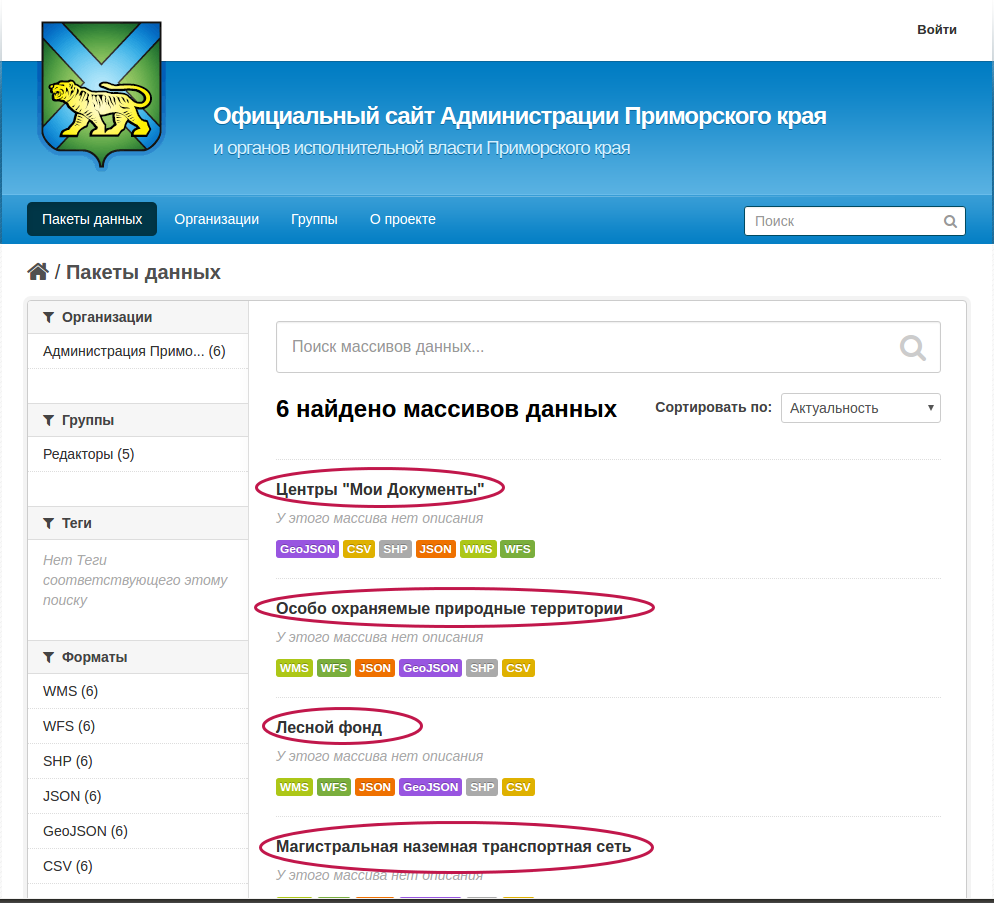 Войти
Официальный сайт Администрации Приморского края
и органов исполнительной власти Приморского края
Пакеты данных Организации Группы О проекте Поиск
/ Пакеты данных
Организации
Администрация Примо... (6)
Группы
Редакторы (5)
Теги
Нет Теги
соответствующего этому
поиску
Форматы
WMS (6)
WFS (6)
SHP (6)
JSON (6)
GeoJSON (6)
CSV (6)
Поиск массивов данных...
6 найдено массивов данных
Сортировать по: Актуальность
Центры "Мои Документы"
У этого массива нет описания
GeoJSON CSV SHP JSON WMS WFS
Особо охраняемые природные территории
У этого массива нет описания
WMS WFS JSON GeoJSON SHP CSV
Лесной фонд
У этого массива нет описания
WMS WFS JSON GeoJSON SHP CSV
Магистральная наземная транспортная сеть
У этого массива нет описания